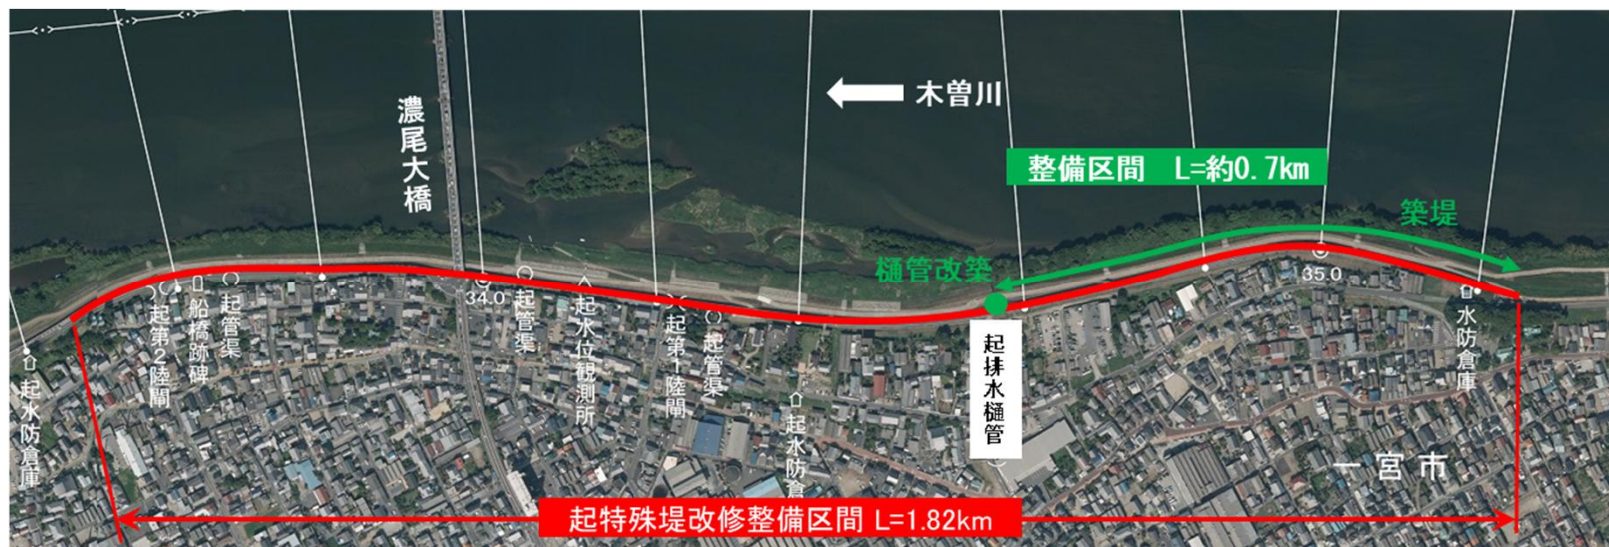 木曽川
濃尾大橋
整備区間　L=約0.7km
築堤
樋管改築
34.0
35.0
起水防倉庫
起第2陸閘
船橋跡碑
起管渠
起管渠
起水位観測所
起第1陸閘
起管渠
起水防倉
起排水樋管
水防倉庫
一宮市
起特殊堤改修整備区間 L=1.82km